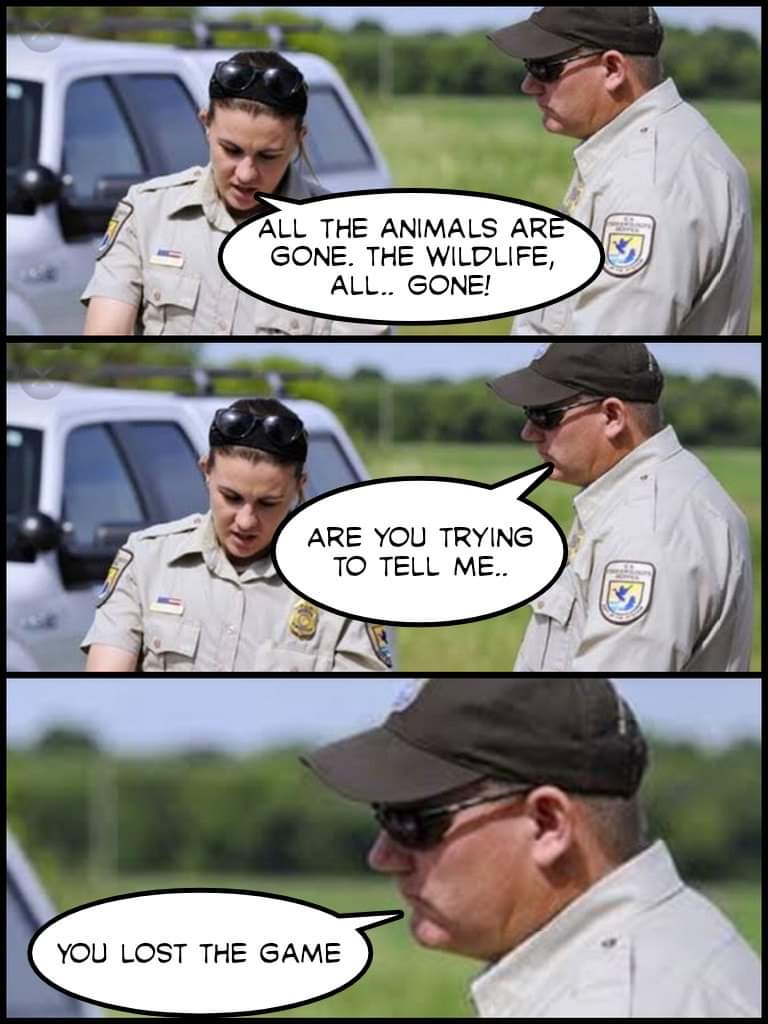 ALL THE ANIMALS ARE
GONE. THE WILDLIFE,
ALL.. GONE!
ARE YOU TRYING
TO TELL ME..
YOU LOST THE GAME